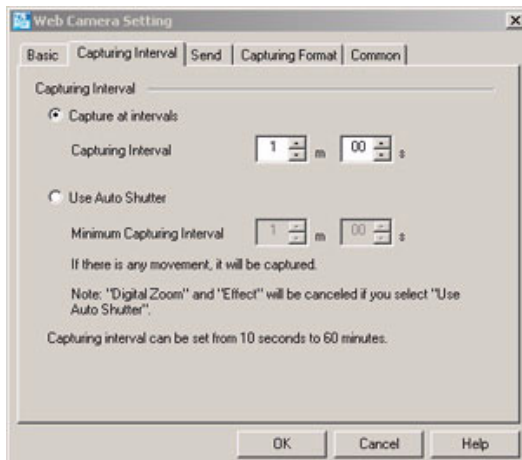 Web Camera Setting
Basic Capturing Interval Send Capturing Format Common
Capturing Interval
Capture at intervals
Capturing Interval 1 m 00 s
Use Auto Shutter
Minimum Capturing Interval 1 m 00 s
If there is any movement, it will be captured.
Note: "Digital Zoom" and "Effect" will be canceled if you select "Use
Auto Shutter".
Capturing interval can be set from 10 seconds to 60 minutes.
OK Cancel Help